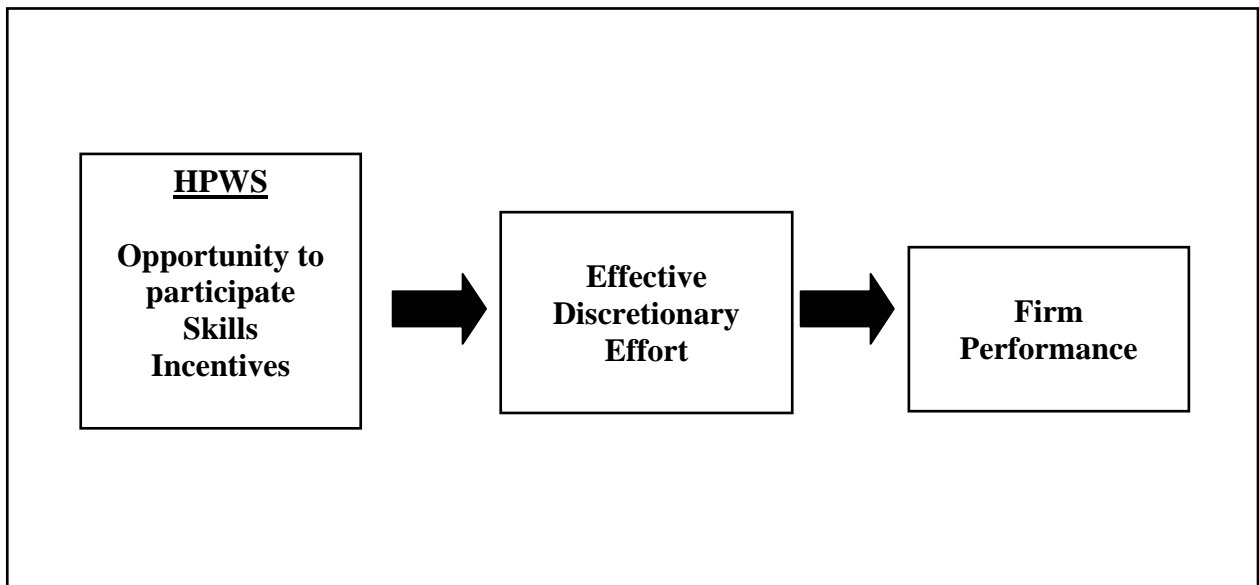 HPWS
Opportunity to
participate
Skills
Incentives
Effective
Discretionary
Effort
Firm
Performance